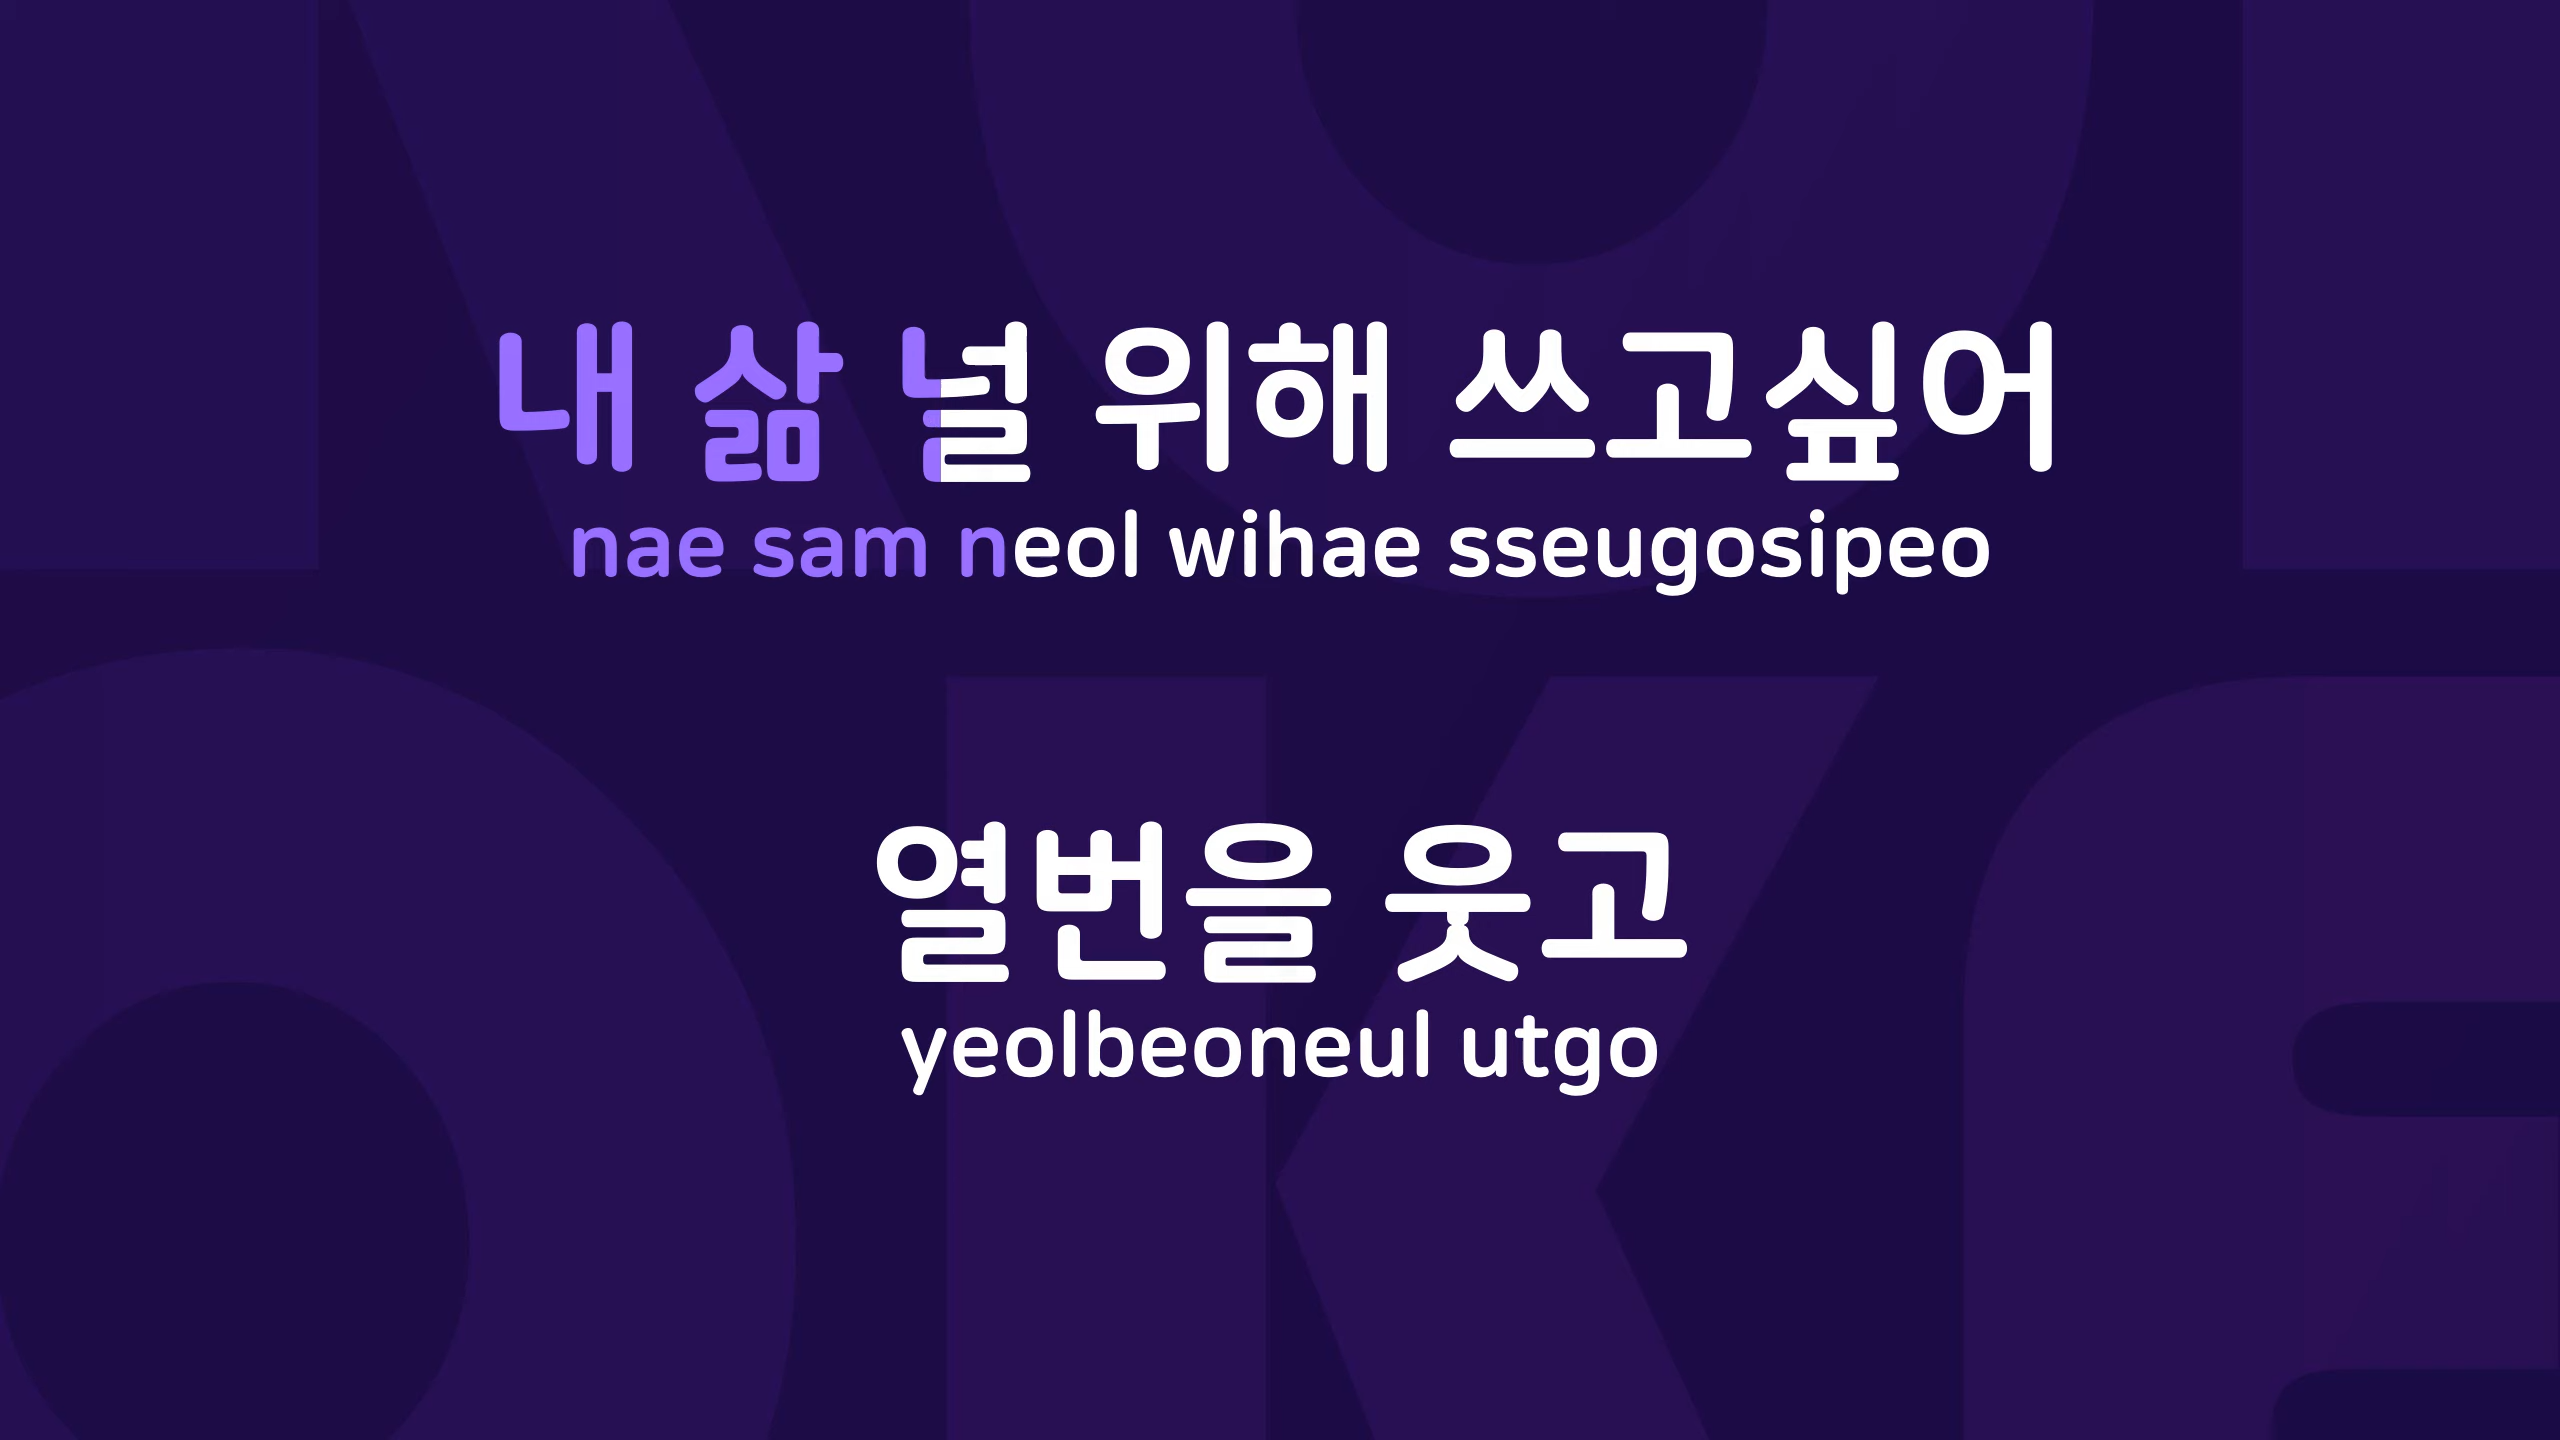 내 삶 널 위해 쓰고싶어
nae sam neol wihae sseugosipeo
열번을 웃고
yeolbeoneul utgo